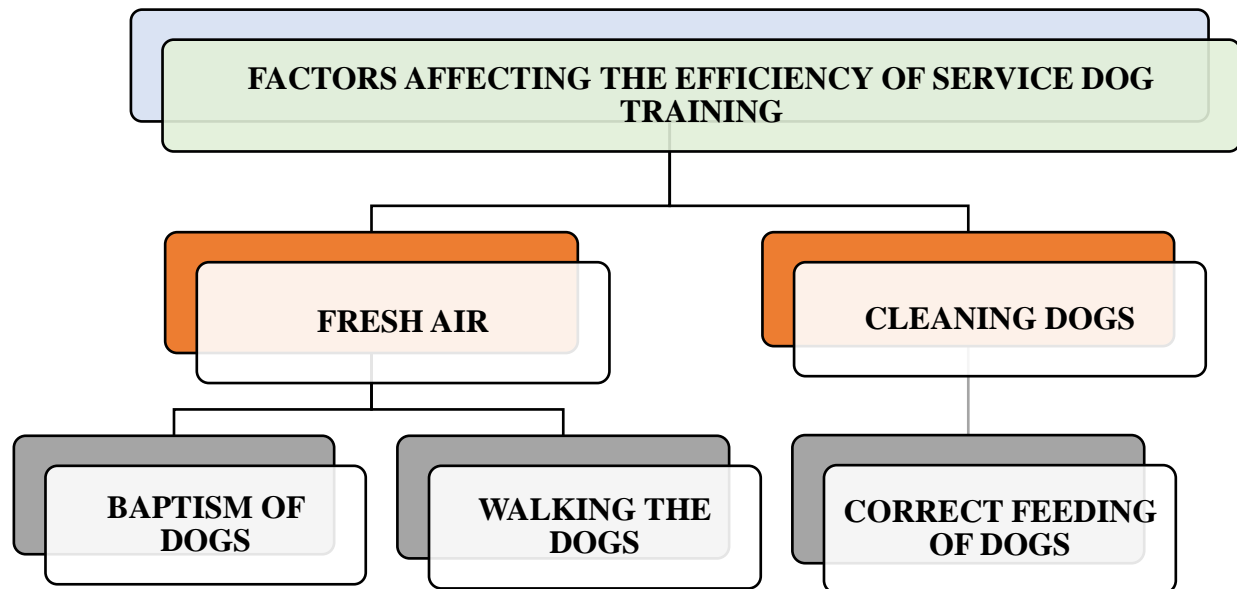 FACTORS AFFECTING THE EFFICIENCY OF SERVICE DOG
TRAINING
FRESH AIR
CLEANING DOGS
BAPTISM OF
DOGS
WALKING THE
DOGS
CORRECT FEEDING
OF DOGS